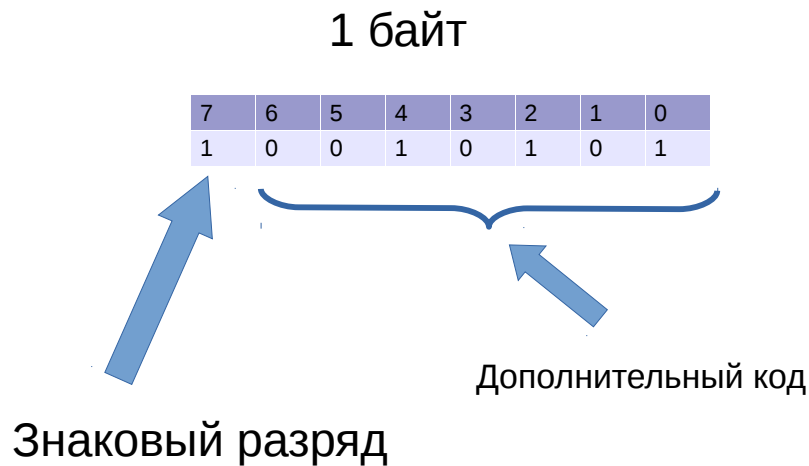 1 байт
7 6 5 4 3 2 1 0
1 0 0 1 0 1 0 1
Дополнительный код
Знаковый разряд